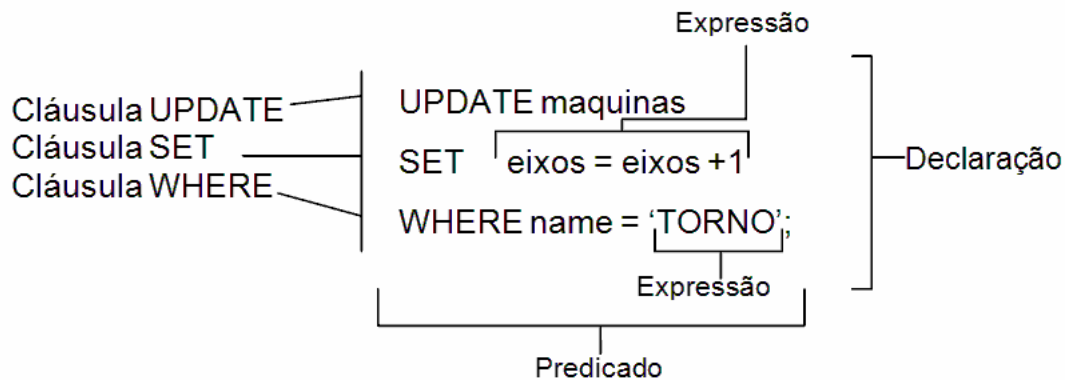 Expressão
Cláusula UPDATE
Cláusula SET
Cláusula WHERE
UPDATE maquinas
SET eixos = eixos +1
WHERE name = ‘TORNO’;
Declaração
Expressão
Predicado